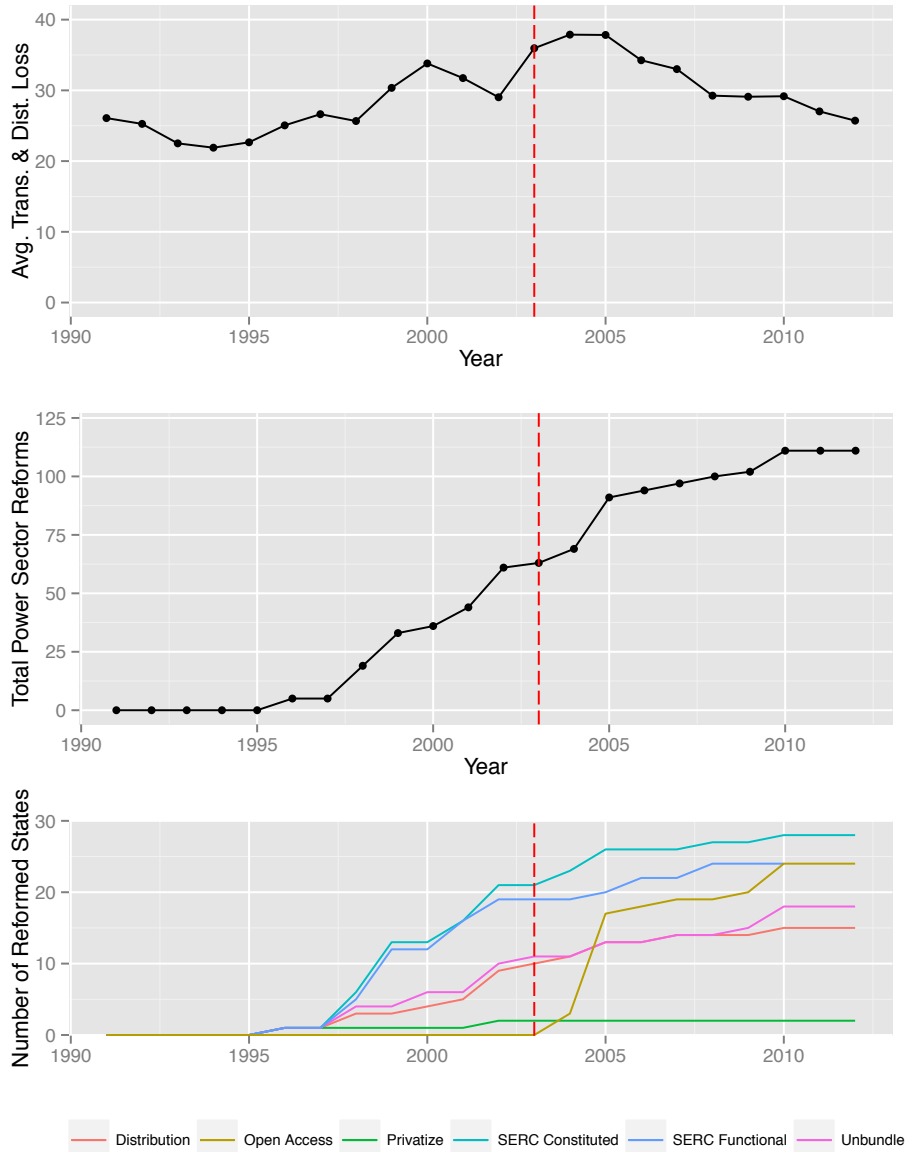 Avg. Trans. & Dist. Loss
40
30
20
10
0
1990 1995 2000 2005 2010
Year
Total Power Sector Reforms
125
100
75
50
25
0
1990 1995 2000 2005 2010
Year
Number of Reformed States
30
20
10
0
1990 1995 2000 2005 2010
Distribution Open Access Privatize SERC Constituted SERC Functional Unbundle